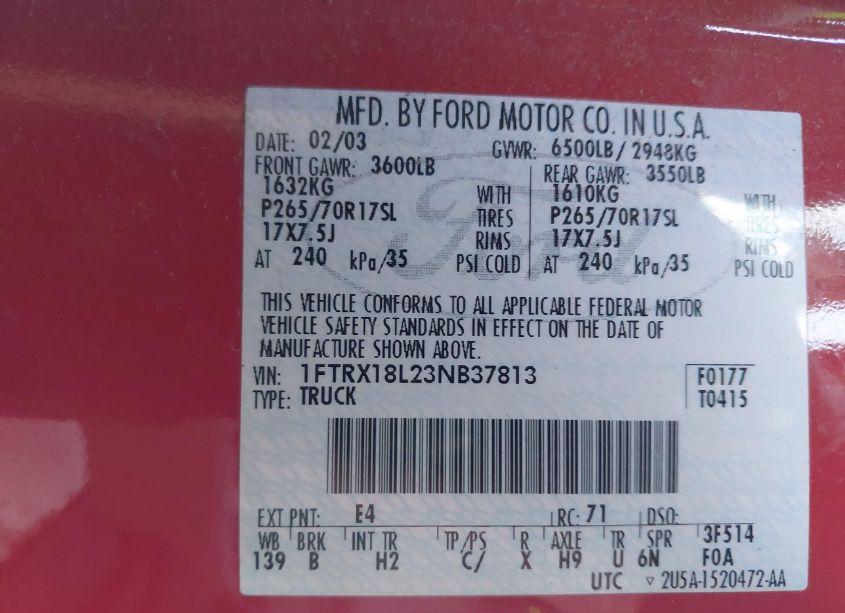 MFD. BY FORD MOTOR CO. IN U.S.A.
DATE: 02/03 GVWR: 6500LB/ 2948KG
FRONT GAWR: 3600LB REAR GAWR: 3550LB
1632KG WITH 1610KG WITH
P265/70R17SL TIRES P265/70R17SL TIRES
17X7.5J RIMS 17X7.5J RIMS
AT 240 kPa/35 PSI COLD AT 240 kPa/35 PSI COLD
Ford
THIS VEHICLE CONFORMS TO ALL APPLICABLE FEDERAL MOTOR
VEHICLE SAFETY STANDARDS IN EFFECT ON THE DATE OF
MANUFACTURE SHOWN ABOVE.
VIN: 1FTRX18L23NB37813 F0177
TYPE: TRUCK T0415
EXT PNT: E4 RC: 71 DSO:
WB BRK INT TR TP/PS R AXLE TR SPR 3F514
139 B H2 C/ X H9 U 6N F0A
UTC ▿ 2U5A-1520472-AA